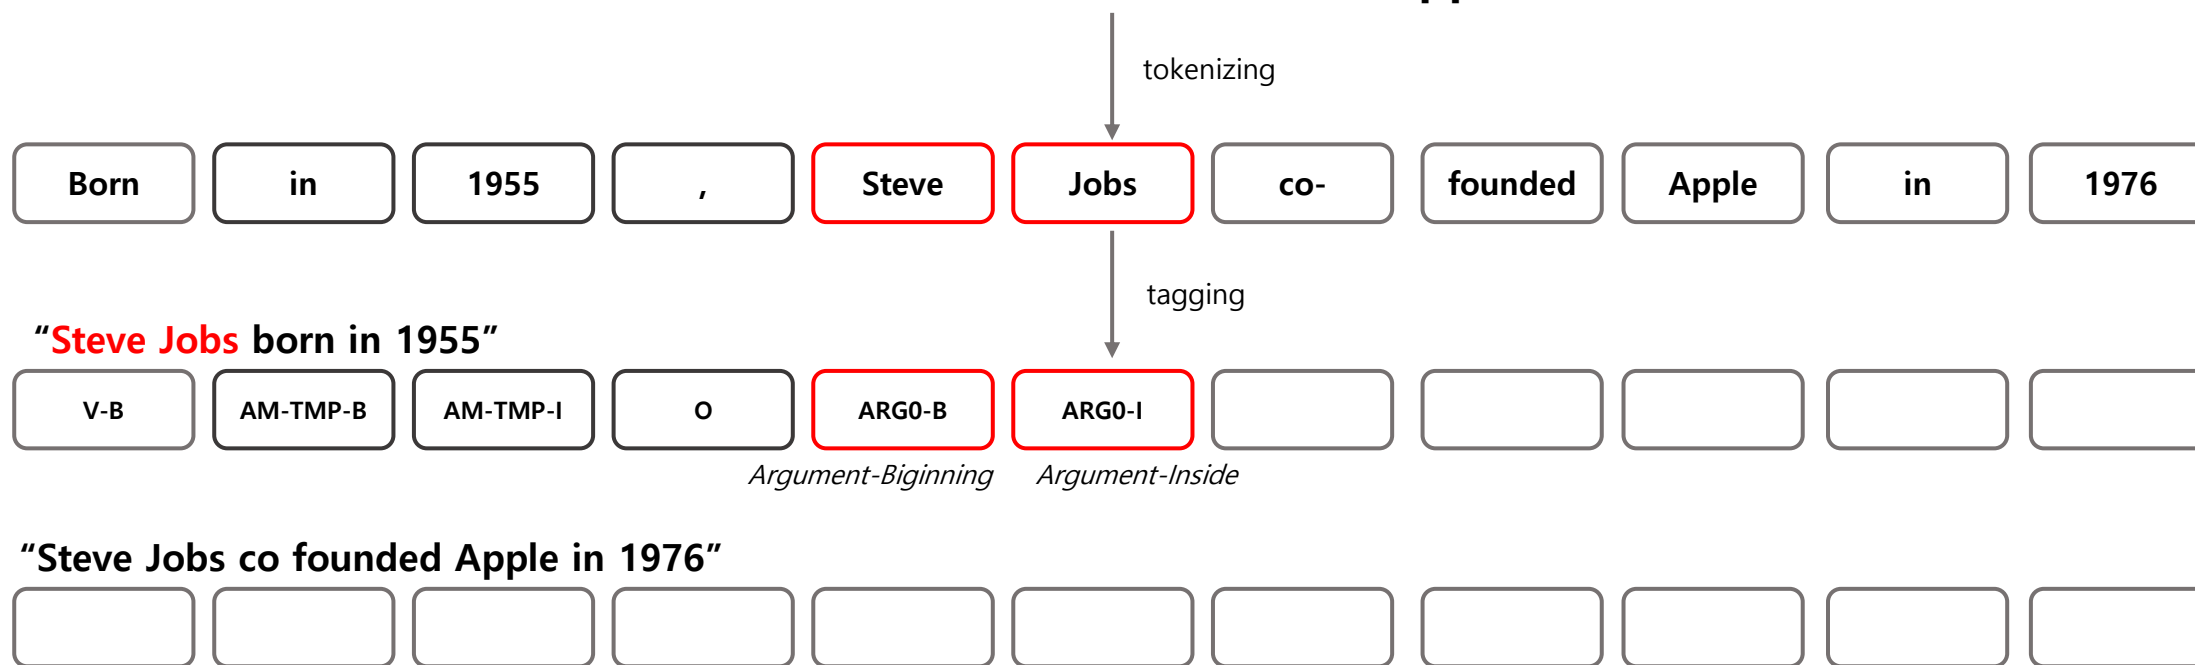 tokenizing
Born in 1955 , Steve Jobs co- founded Apple in 1976
tagging
“Steve Jobs born in 1955”
V-B AM-TMP-B AM-TMP-I O ARG0-B ARG0-I
Argument-Biginning Argument-Inside
“Steve Jobs co founded Apple in 1976”